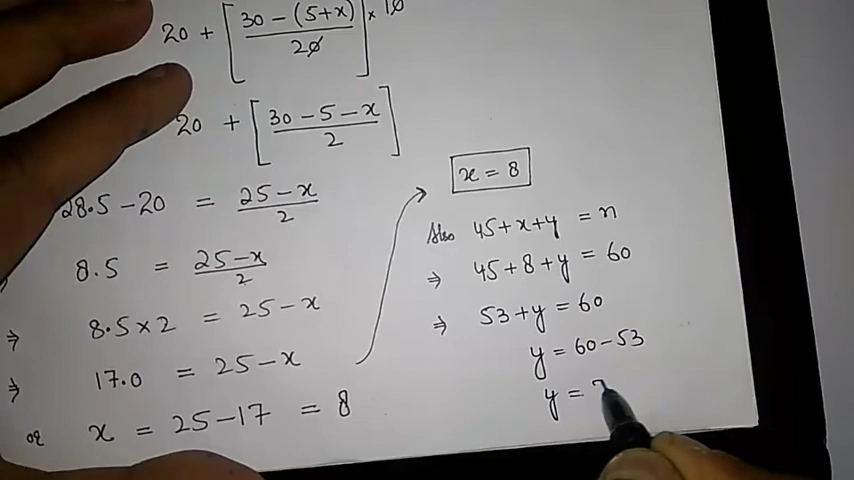 20 + [ 30 - (5+x) / 20 ] × 10
20 + [ 30 - 5 - x / 2 ]
28.5 - 20 = 25 - x / 2
8.5 = 25 - x / 2
⇒ 8.5 × 2 = 25 - x
⇒ 17.0 = 25 - x
or x = 25 - 17 = 8
x = 8
Also 45 + x + y = n
⇒ 45 + 8 + y = 60
⇒ 53 + y = 60
y = 60 - 53
y =